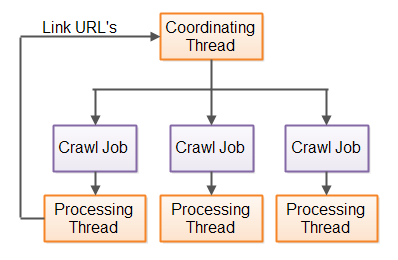 Link URL's
Coordinating
Thread
Crawl Job
Crawl Job
Crawl Job
Processing
Thread
Processing
Thread
Processing
Thread